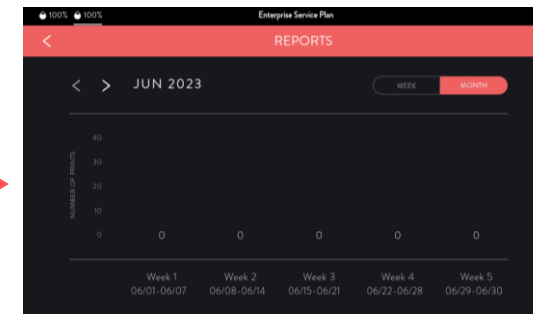 100% 100% Enterprise Service Plan
< REPORTS
< > JUN 2023 WEEK MONTH
NUMBER OF PRINTS
40
30
20
10
0 0 0 0 0 0
Week 1 Week 2 Week 3 Week 4 Week 5
06/01-06/07 06/08-06/14 06/15-06/21 06/22-06/28 06/29-06/30